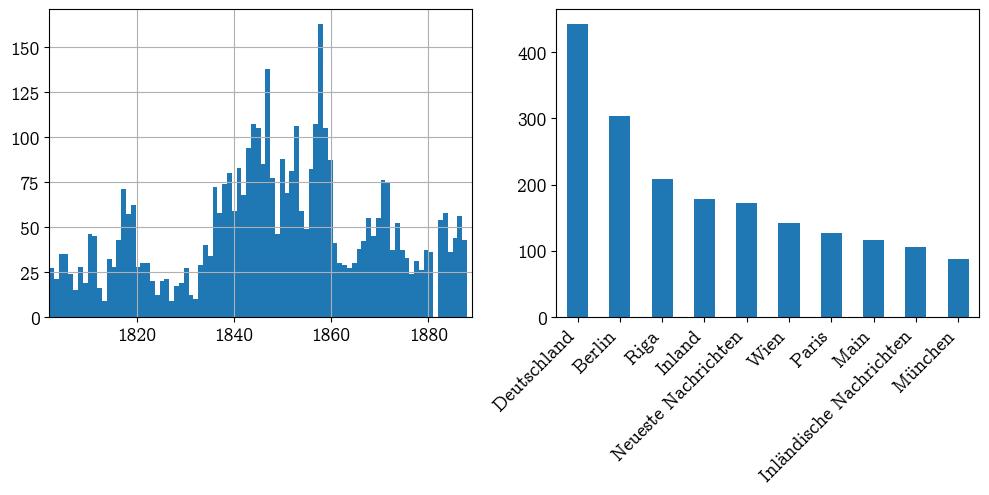 150
125
100
75
50
25
0
1820 1840 1860 1880
400
300
200
100
0
Deutschland
Berlin
Riga
Inland
Neueste Nachrichten
Wien
Paris
Main
Inländische Nachrichten
München